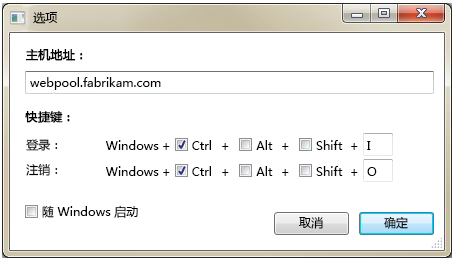 选项
主机地址：
webpool.fabrikam.com
快捷键：
登录： Windows + Ctrl + Alt + Shift + I
注销： Windows + Ctrl + Alt + Shift + O
随 Windows 启动
取消 确定